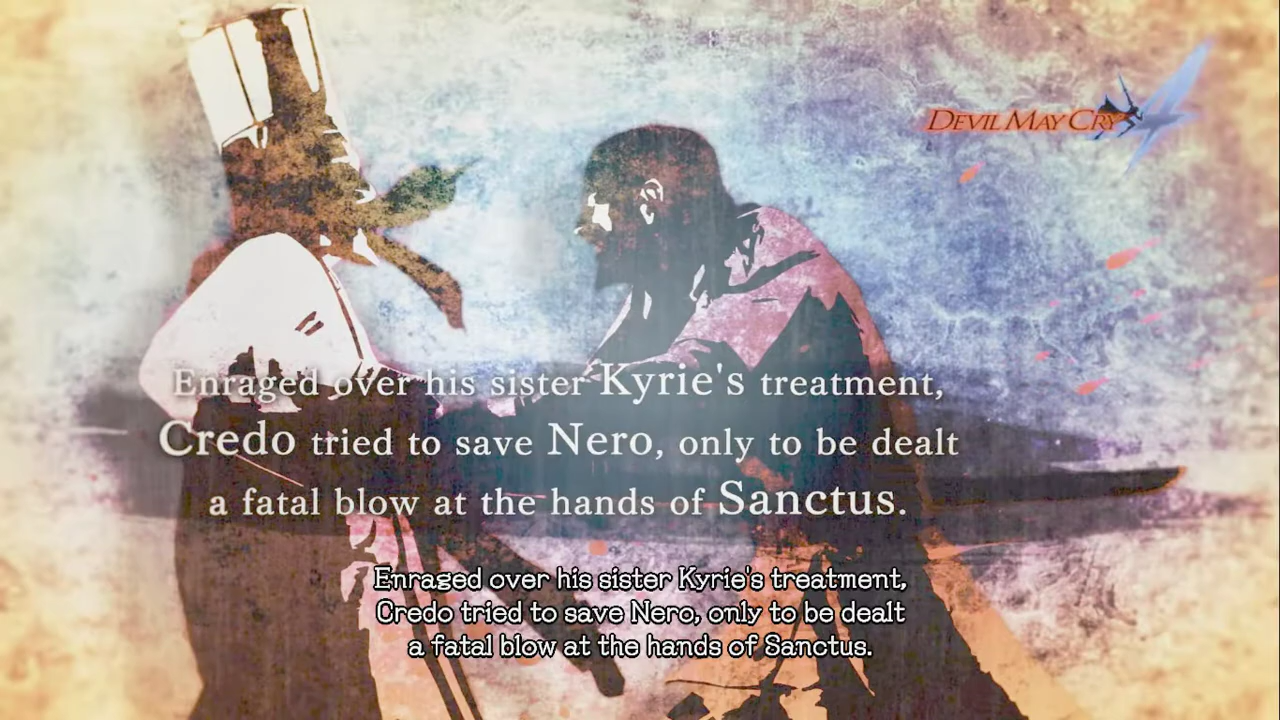 DEVIL MAY CRY 4
Enraged over his sister Kyrie's treatment,
Credo tried to save Nero, only to be dealt
a fatal blow at the hands of Sanctus.
Enraged over his sister Kyrie's treatment,
Credo tried to save Nero, only to be dealt
a fatal blow at the hands of Sanctus.